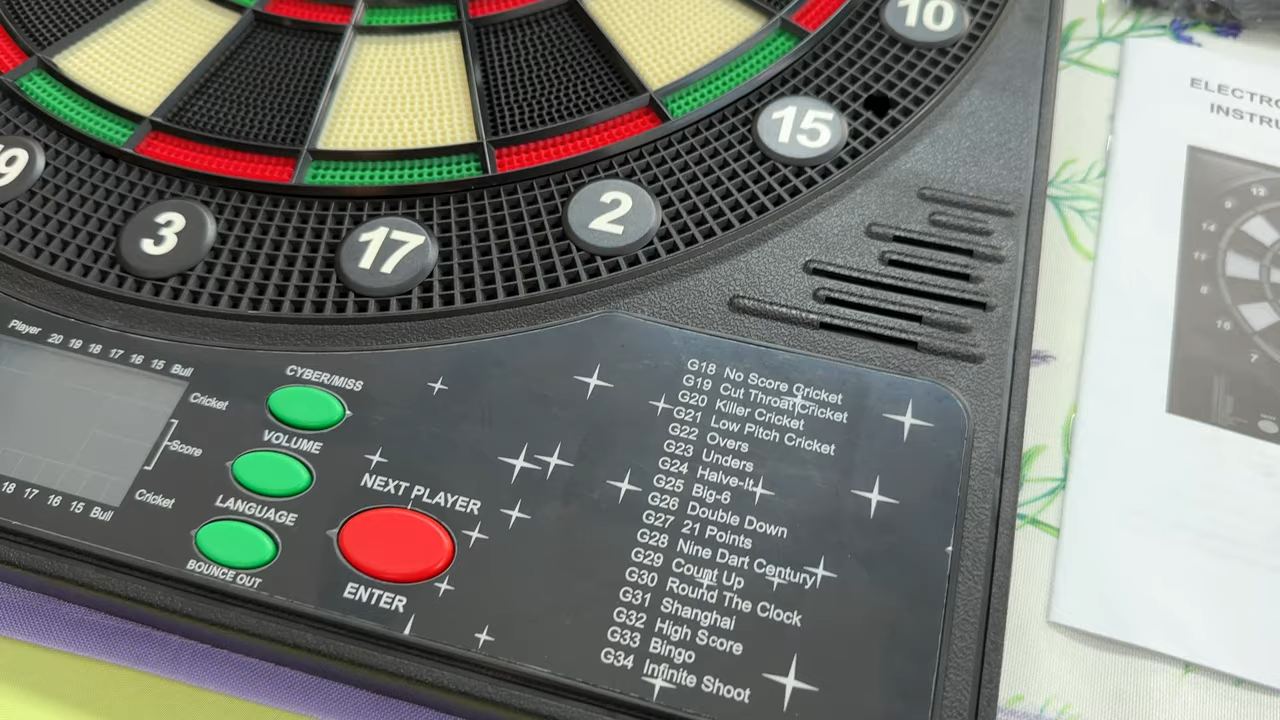 10
15
2
17
3
9
ELECTRO
INSTRU
12
14
16
7
Player 20 19 18 17 16 15 Bull
Cricket
Score
Cricket
18 17 16 15 Bull
CYBER/MISS
VOLUME
LANGUAGE
BOUNCE OUT
NEXT PLAYER
ENTER
G18 No Score Cricket
G19 Cut Throat Cricket
G20 Killer Cricket
G21 Low Pitch Cricket
G22 Overs
G23 Unders
G24 Halve-It
G25 Big-6
G26 Double Down
G27 21 Points
G28 Nine Dart Century
G29 Count Up
G30 Round The Clock
G31 Shanghai
G32 High Score
G33 Bingo
G34 Infinite Shoot